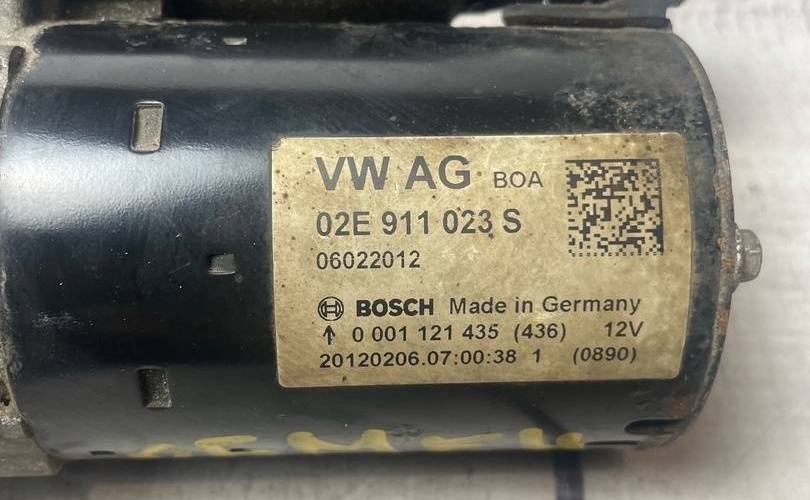 VW AG BOA
02E 911 023 S
06022012
BOSCH Made in Germany
0 001 121 435 (436) 12V
20120206.07:00:38 1 (0890)